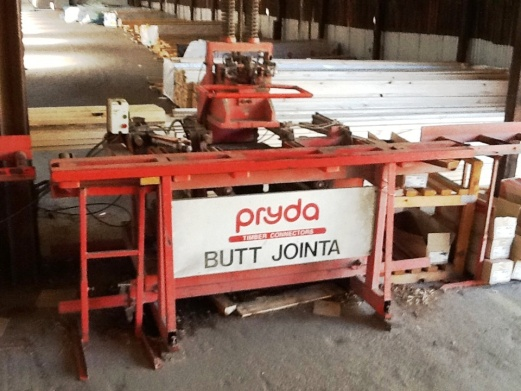 pryda
TIMBER CONNECTORS
BUTT JOINTA